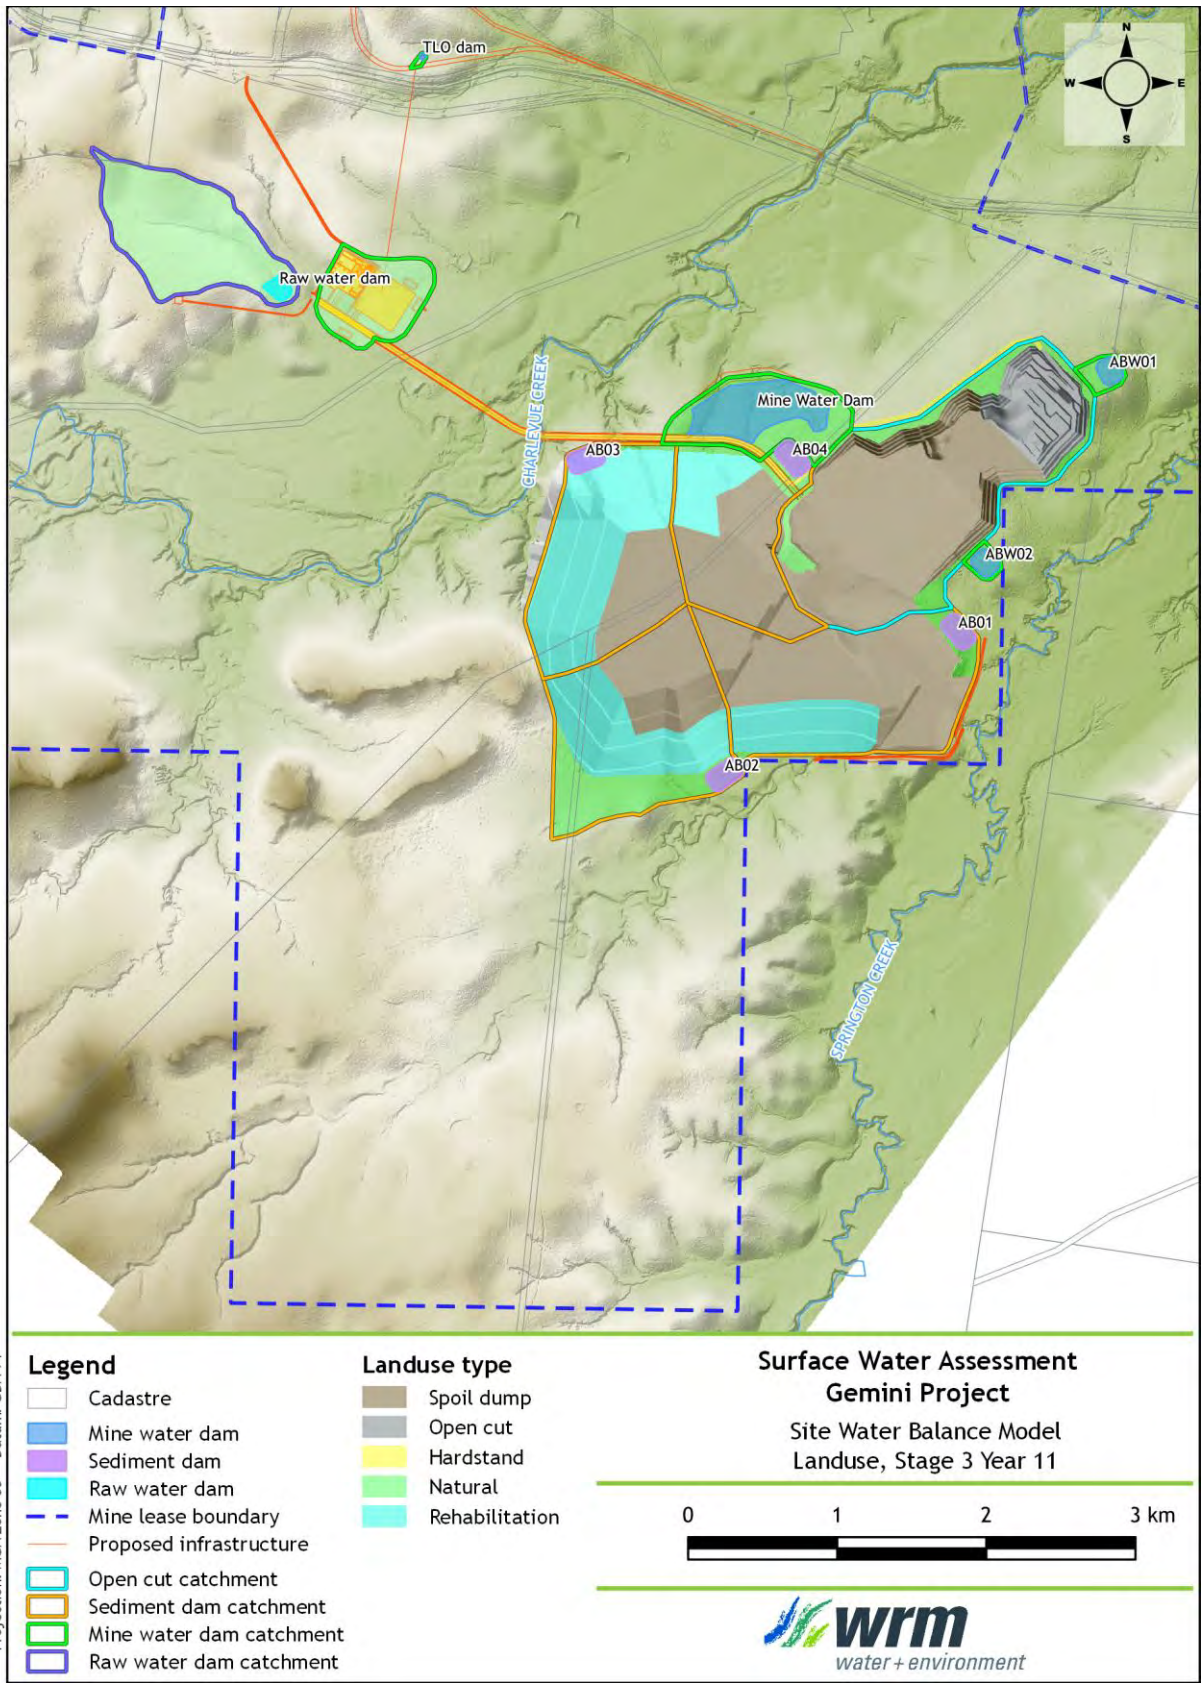 TLO dam
N
W
E
S
Raw water dam
ABW01
CHARLEVUE CREEK
Mine Water Dam
AB03
AB04
ABW02
AB01
AB02
SPRINGTON CREEK
Legend
Cadastre
Mine water dam
Sediment dam
Raw water dam
Mine lease boundary
Proposed infrastructure
Open cut catchment
Sediment dam catchment
Mine water dam catchment
Raw water dam catchment
Landuse type
Spoil dump
Open cut
Hardstand
Natural
Rehabilitation
Surface Water Assessment
Gemini Project
Site Water Balance Model
Landuse, Stage 3 Year 11
0 1 2 3 km
wrm
water + environment